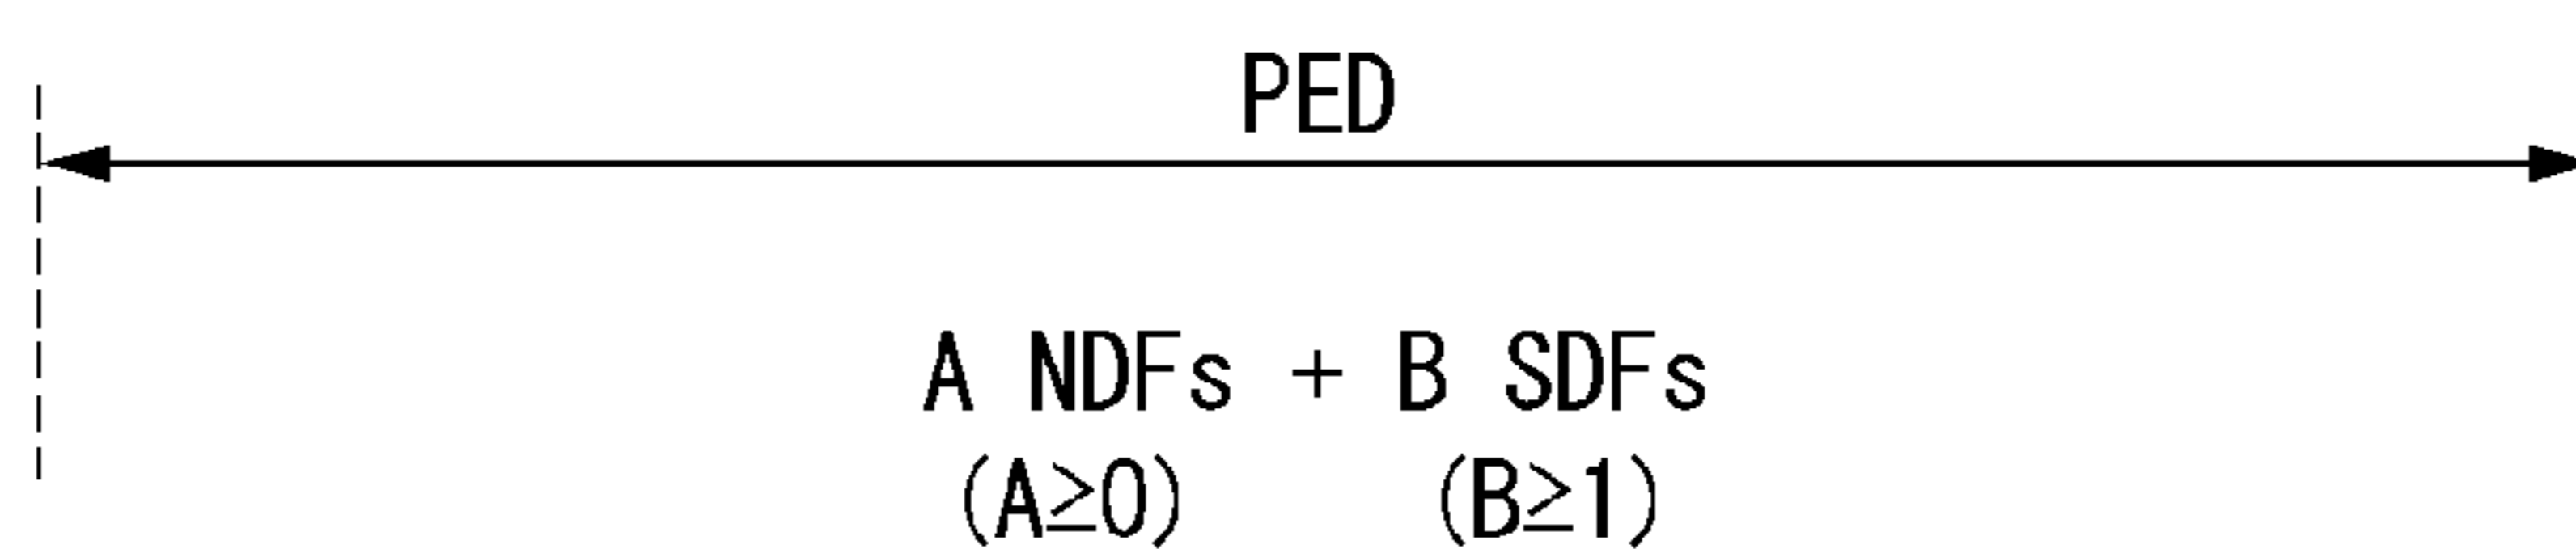 PED
A NDFs + B SDFs
(A≥0) (B≥1)